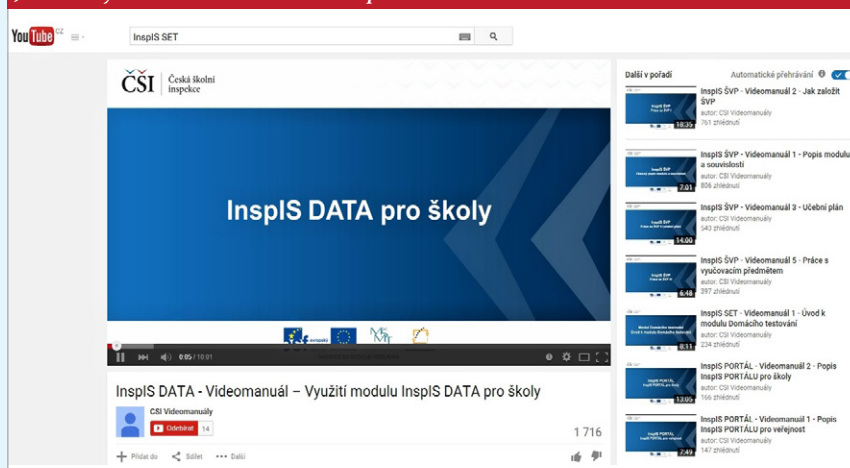 YouTube CZ
InspIS SET
ČŠI Česká školní
inspekce
InspIS DATA pro školy
0:05 / 10:01
InspIS DATA - Videomanuál – Využití modulu InspIS DATA pro školy
CSI Videomanuály
Odebírat 14
1 716
Přidat do Sdílet Další
Další v pořadí Automatické přehrávání
InspIS ŠVP - Videomanuál 2 - Jak založit
ŠVP
autor: CSI Videomanuály
761 zhlédnutí
18:35
InspIS ŠVP - Videomanuál 1 - Popis modulu
a souvislostí
autor: CSI Videomanuály
806 zhlédnutí
7:01
InspIS ŠVP - Videomanuál 3 - Učební plán
autor: CSI Videomanuály
543 zhlédnutí
14:00
InspIS ŠVP - Videomanuál 5 - Práce s
vyučovacím předmětem
autor: CSI Videomanuály
397 zhlédnutí
6:48
InspIS SET - Videomanuál 1 - Úvod k
modulu Domácího testování
autor: CSI Videomanuály
234 zhlédnutí
8:11
InspIS PORTÁL - Videomanuál 2 - Popis
InspIS PORTÁLU pro školy
autor: CSI Videomanuály
166 zhlédnutí
13:05
InspIS PORTÁL - Videomanuál 1 - Popis
InspIS PORTÁLU pro veřejnost
autor: CSI Videomanuály
147 zhlédnutí
7:49